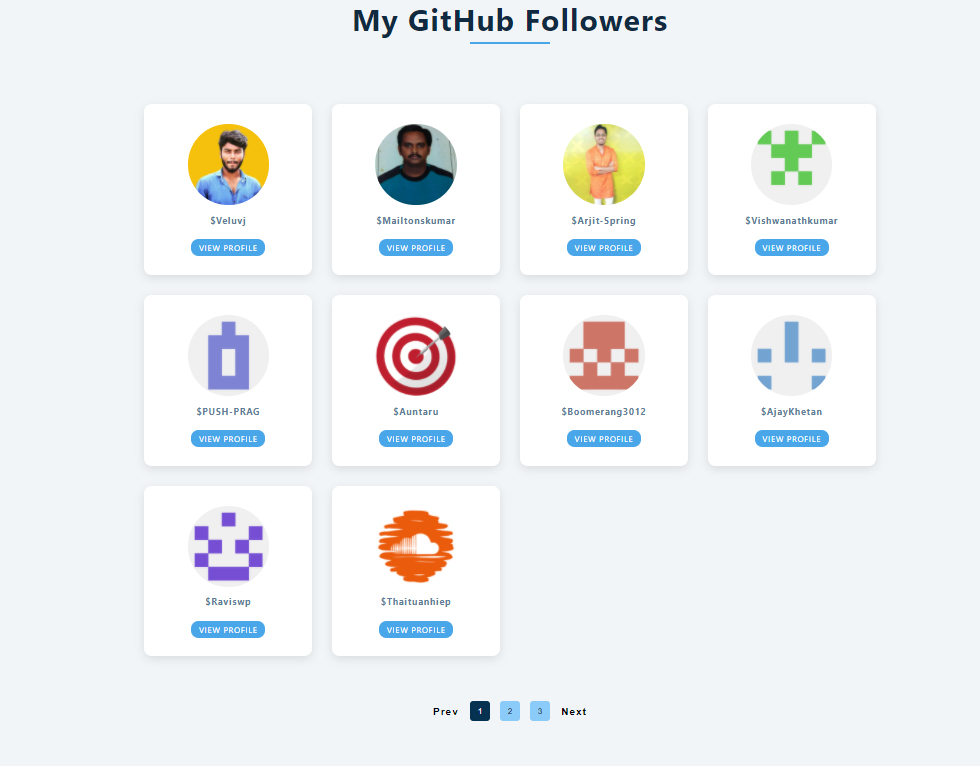 My GitHub Followers
$Veluvj
$Mailtonskumar
$Arjit-Spring
$Vishwanathkumar
VIEW PROFILE
VIEW PROFILE
VIEW PROFILE
VIEW PROFILE
$PUSH-PRAG
$Auntaru
$Boomerang3012
$AjayKhetan
VIEW PROFILE
VIEW PROFILE
VIEW PROFILE
VIEW PROFILE
$Raviswp
$Thaituanhiep
VIEW PROFILE
VIEW PROFILE
Prev 1 2 3 Next